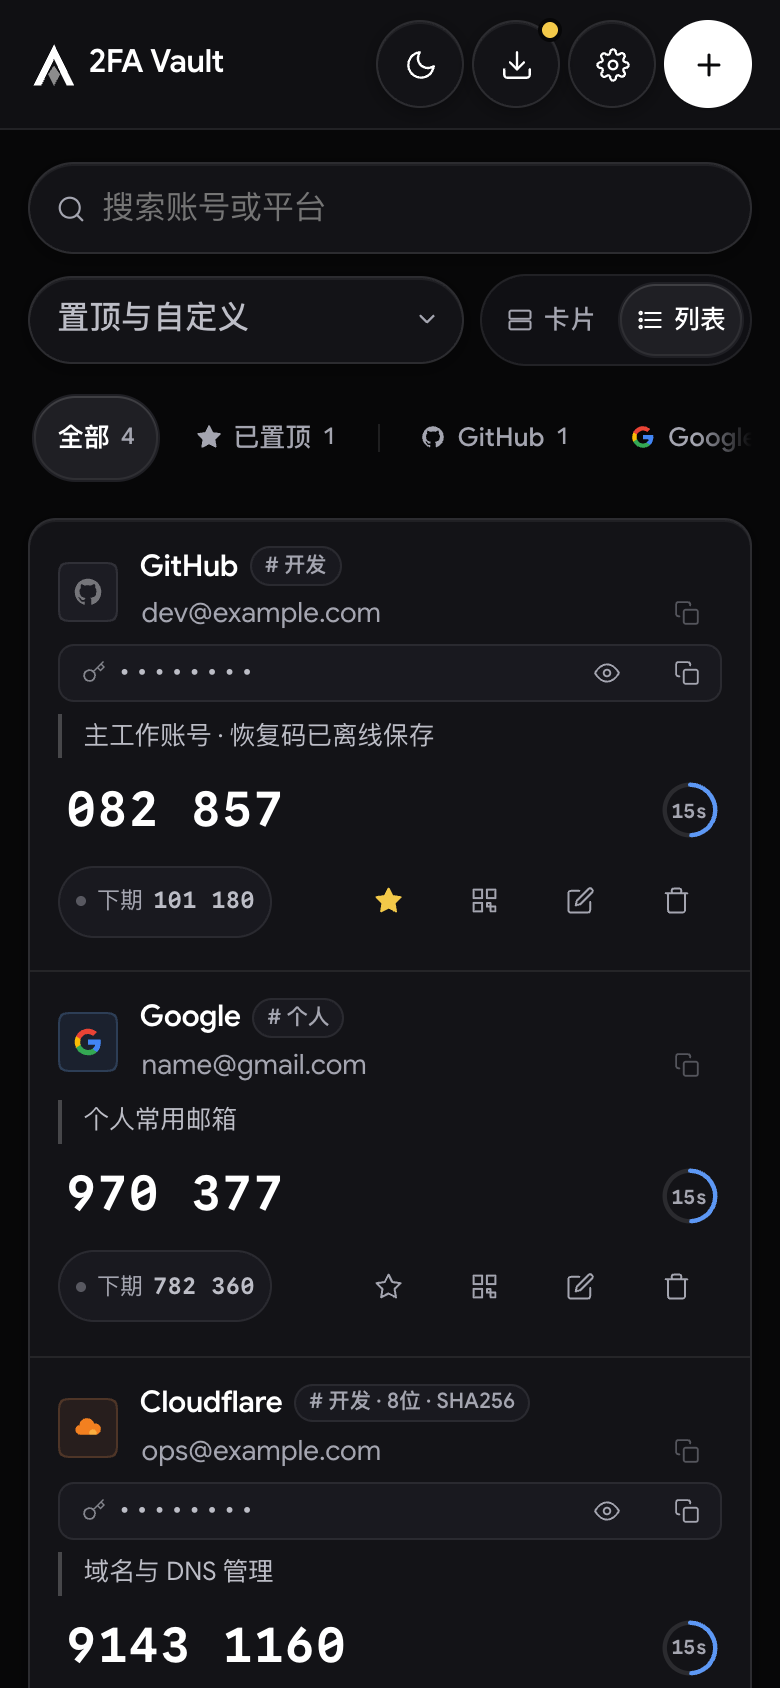 2FA Vault
搜索账号或平台
置顶与自定义
卡片
列表
全部 4
已置顶 1
GitHub 1
Google
GitHub
# 开发
dev@example.com
••••••••
主工作账号 · 恢复码已离线保存
082 857
15s
下期 101 180
Google
# 个人
name@gmail.com
个人常用邮箱
970 377
15s
下期 782 360
Cloudflare
# 开发 · 8位 · SHA256
ops@example.com
••••••••
域名与 DNS 管理
9143 1160
15s